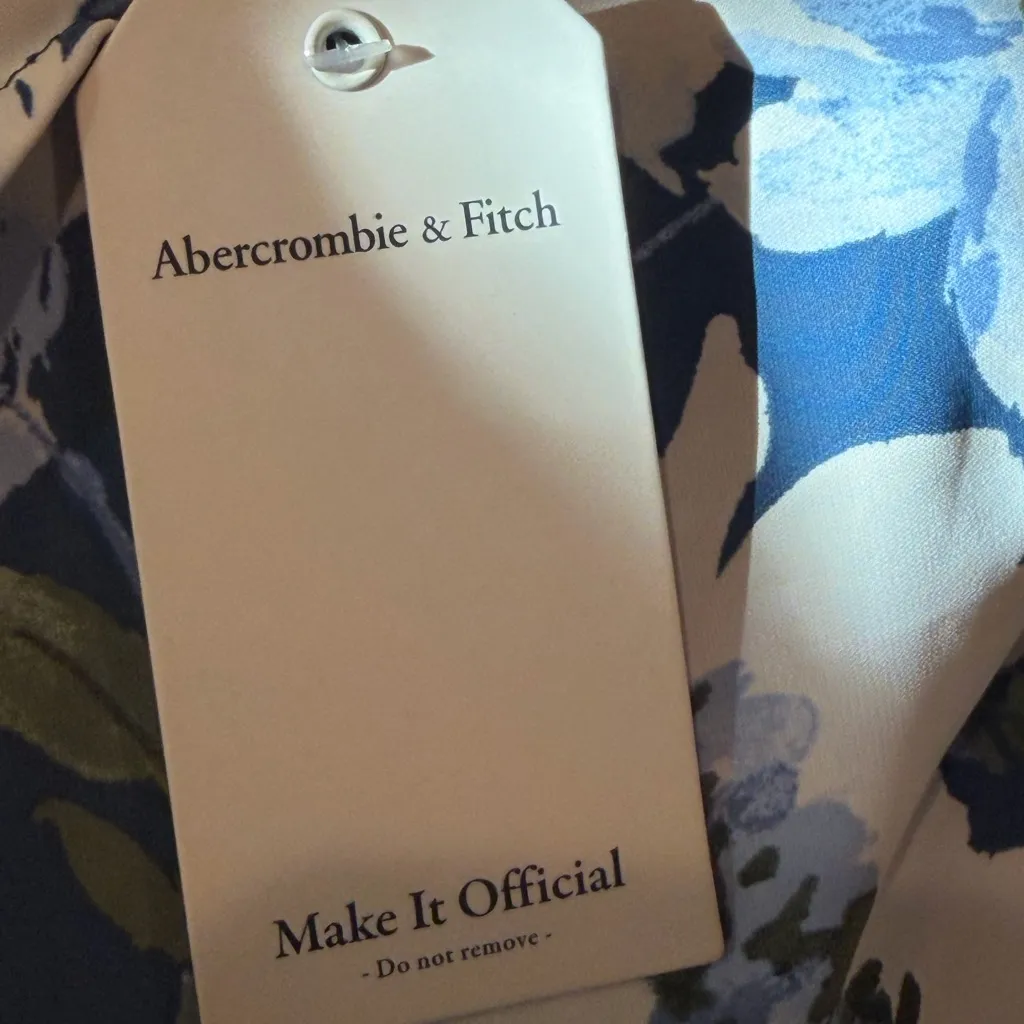 Abercrombie & Fitch
Make It Official
- Do not remove -